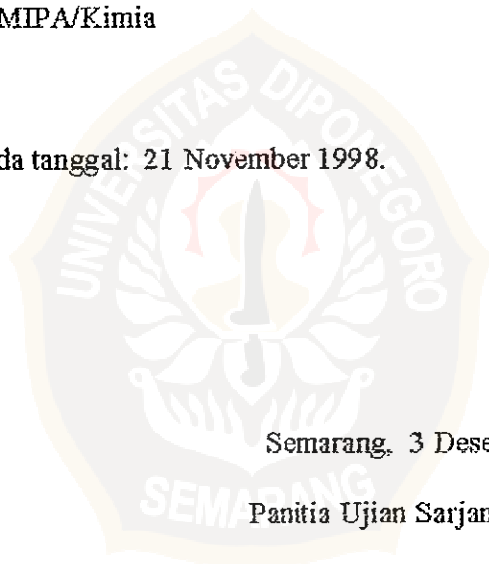 MIPA/Kimia
da tanggal: 21 November 1998.
UNIVERSITAS DIPONEGORO
Semarang, 3 Dese
Panitia Ujian Sarjan
SEMARANG